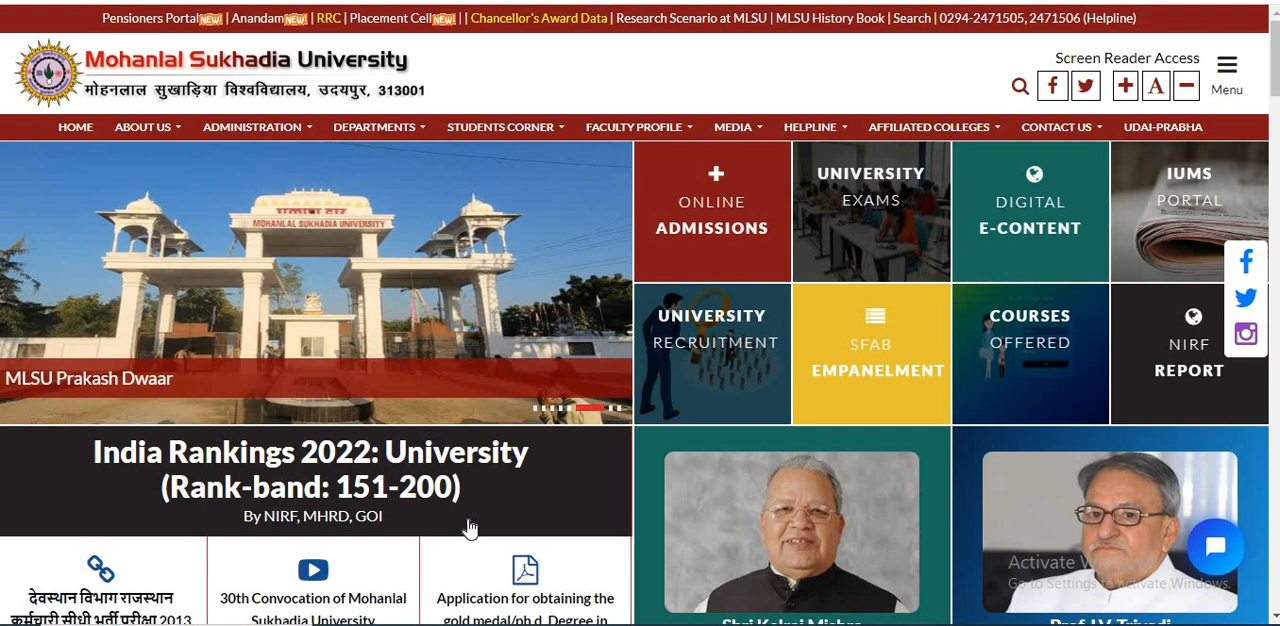 Pensioners Portal NEW! | Anandam NEW! | RRC | Placement Cell NEW! | | Chancellor's Award Data | Research Scenario at MLSU | MLSU History Book | Search | 0294-2471505, 2471506 (Helpline)
Mohanlal Sukhadia University
मोहनलाल सुखाड़िया विश्वविद्यालय, उदयपुर, 313001
Screen Reader Access
A
Menu
HOME ABOUT US ADMINISTRATION DEPARTMENTS STUDENTS CORNER FACULTY PROFILE MEDIA HELPLINE AFFILIATED COLLEGES CONTACT US UDAI-PRABHA
MOHANLAL SUKHADIA UNIVERSITY
MLSU Prakash Dwaar
ONLINE
ADMISSIONS
UNIVERSITY
EXAMS
DIGITAL
E-CONTENT
IUMS
PORTAL
UNIVERSITY
RECRUITMENT
SFAB
EMPANELMENT
COURSES
OFFERED
NIRF
REPORT
India Rankings 2022: University
(Rank-band: 151-200)
By NIRF, MHRD, GOI
देवस्थान विभाग राजस्थान
कर्मचारी सीधी भर्ती परीक्षा 2013
30th Convocation of Mohanlal
Sukhadia University
Application for obtaining the
gold medal/ph.d. Degree in
Shri Kalraj Mishra
Prof. I.V. Trivedi
Activate Windows
Go to Settings to activate Windows.